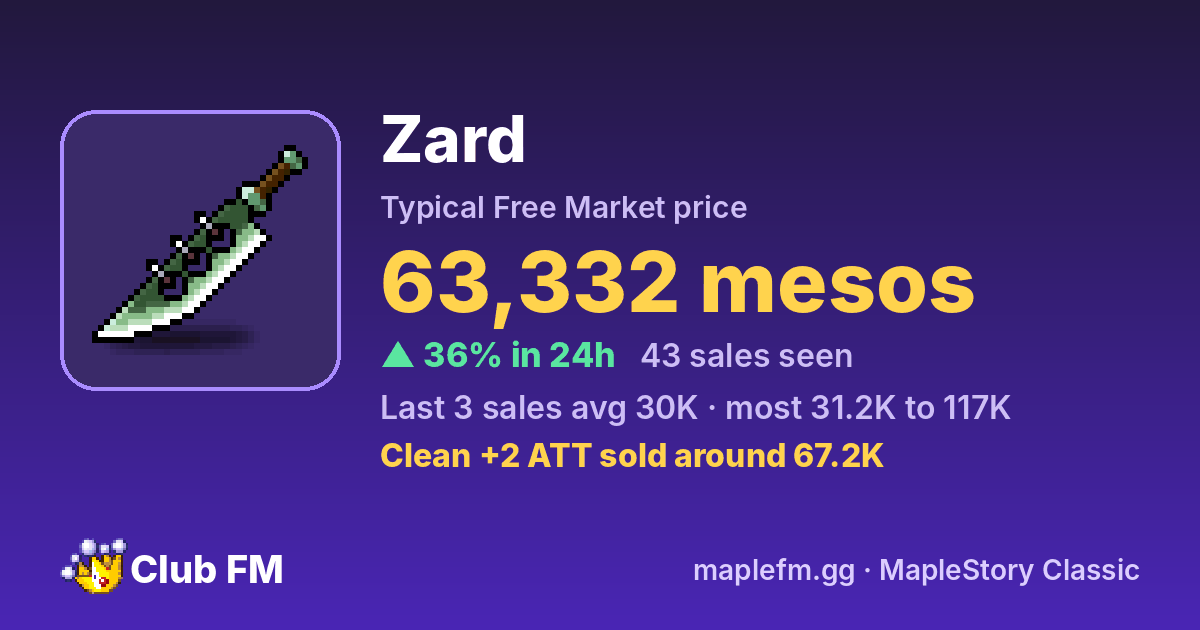 Zard
Typical Free Market price
63,332 mesos
▲ 36% in 24h 43 sales seen
Last 3 sales avg 30K · most 31.2K to 117K
Clean +2 ATT sold around 67.2K
Club FM
maplefm.gg · MapleStory Classic